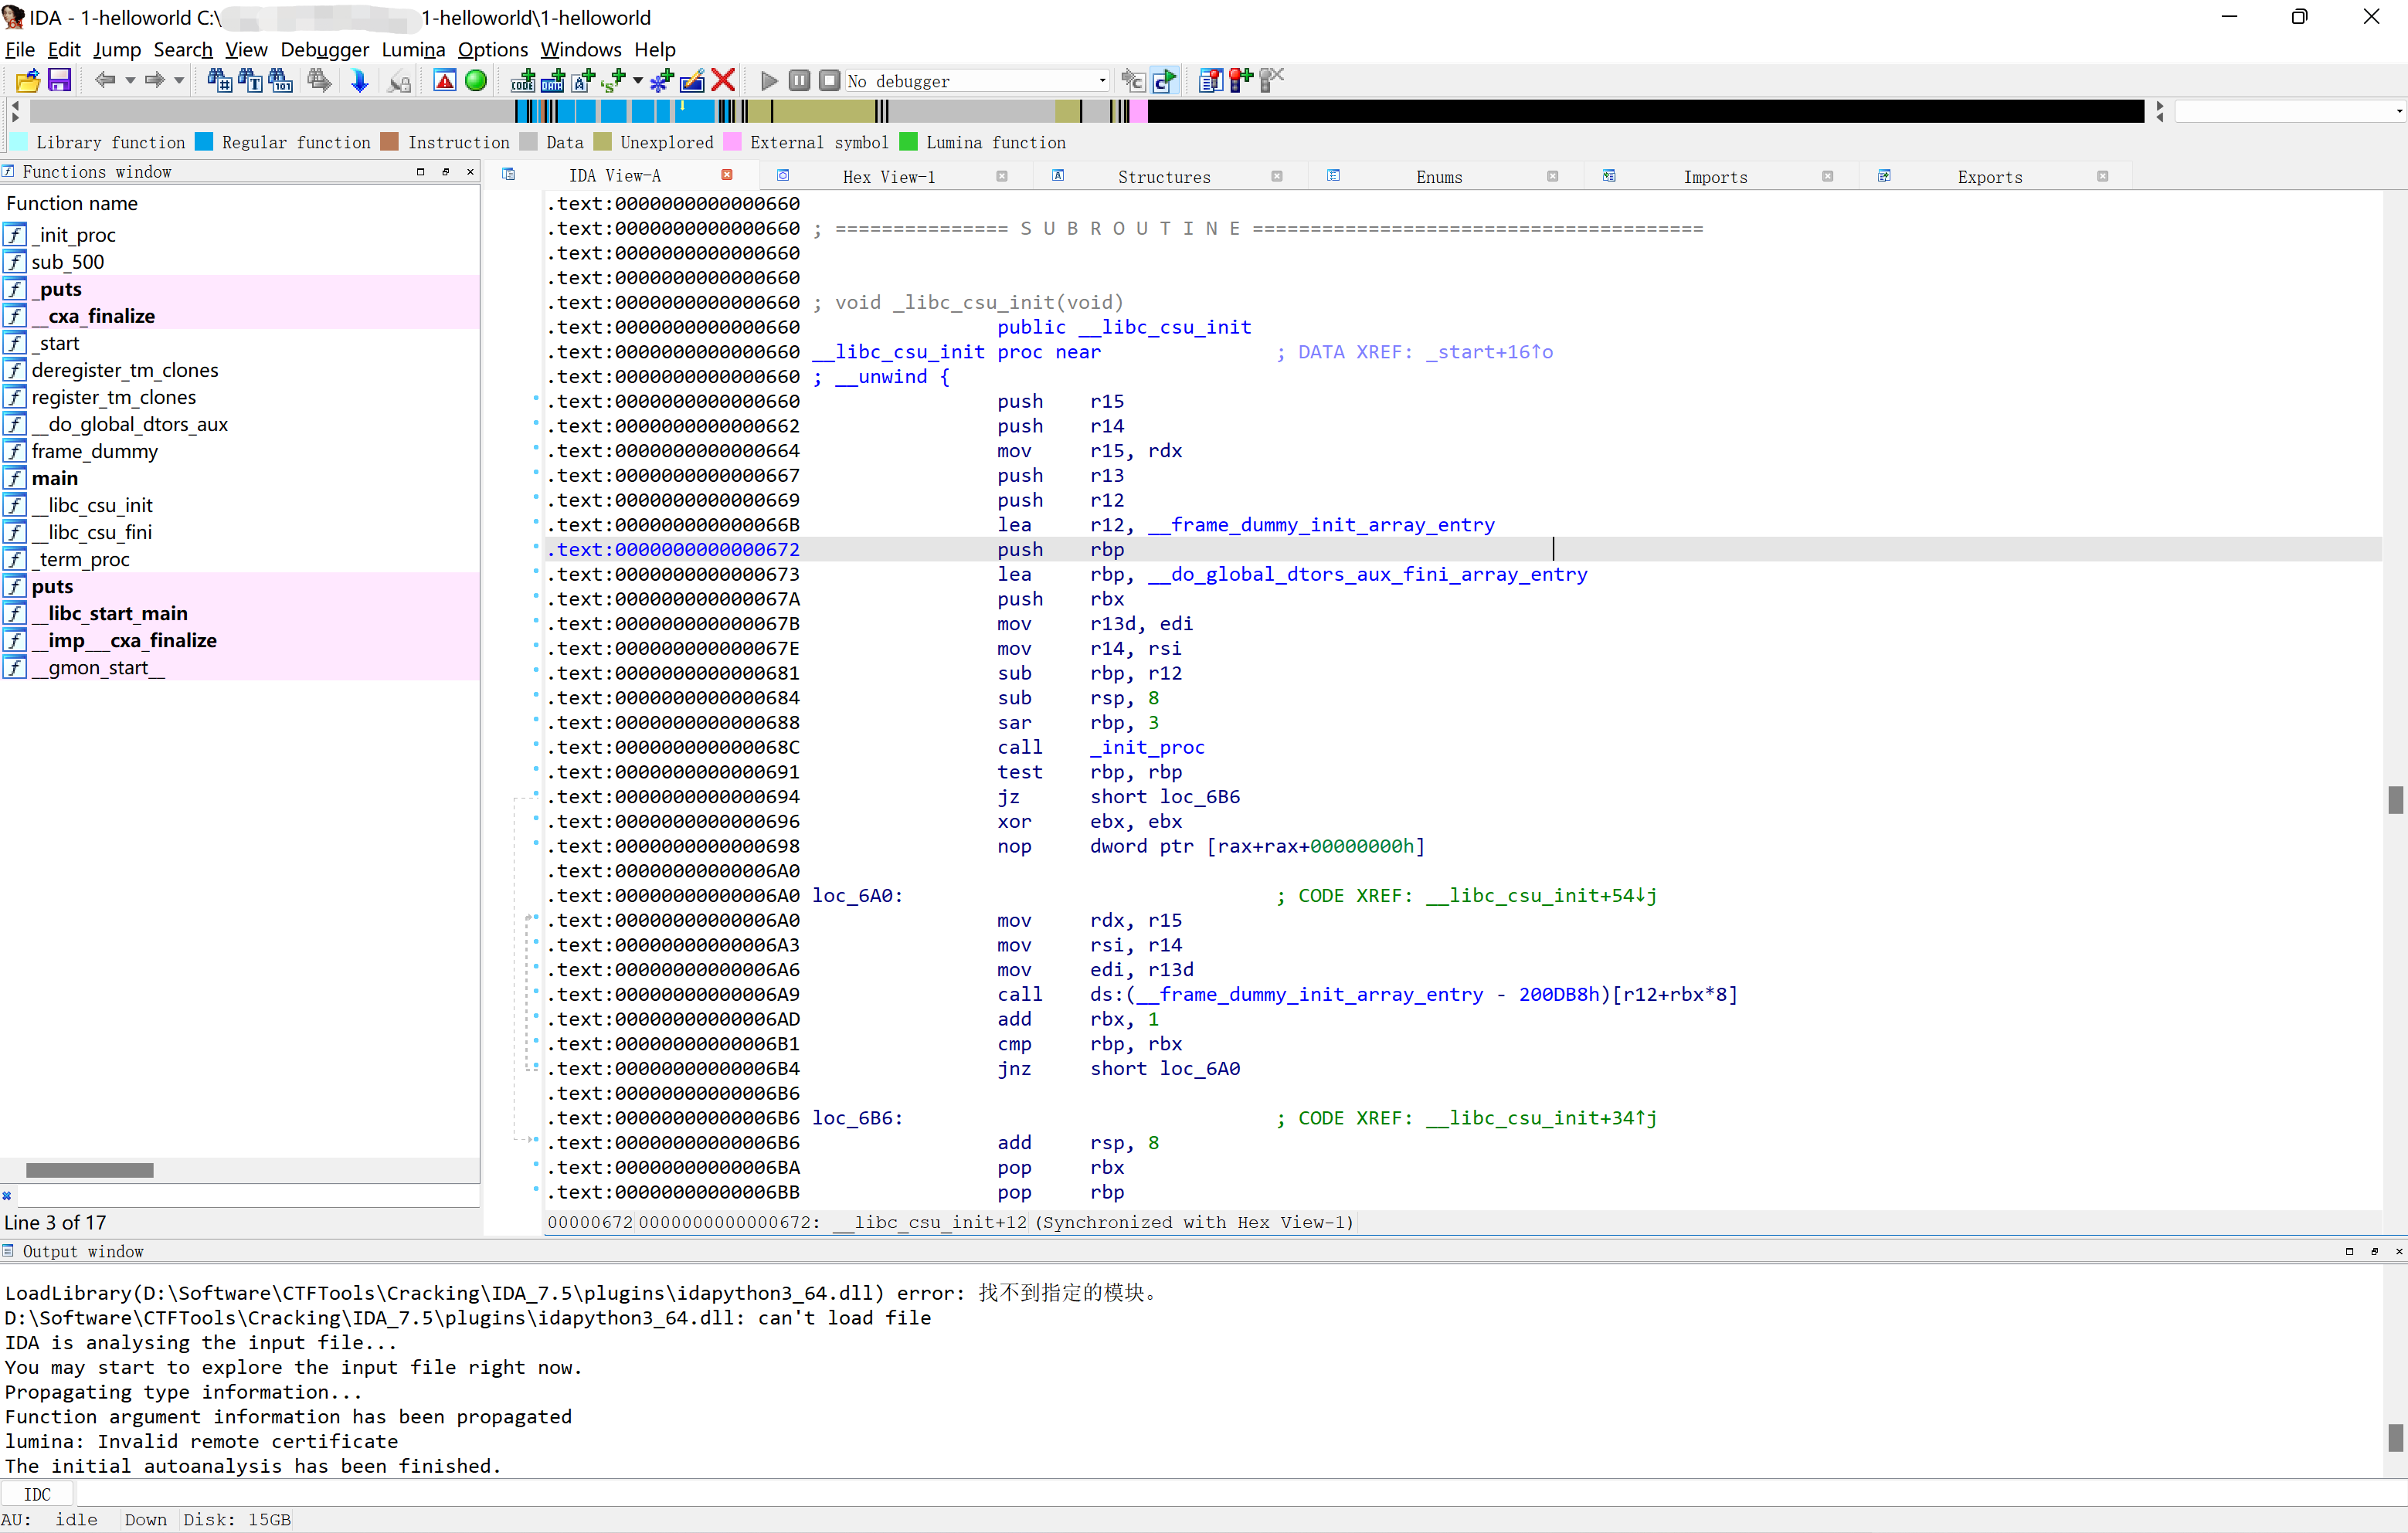 IDA - 1-helloworld C:\ 1-helloworld\1-helloworld
File Edit Jump Search View Debugger Lumina Options Windows Help
No debugger
Library function Regular function Instruction Data Unexplored External symbol Lumina function
Functions window
Function name
_init_proc
sub_500
_puts
__cxa_finalize
_start
deregister_tm_clones
register_tm_clones
__do_global_dtors_aux
frame_dummy
main
__libc_csu_init
__libc_csu_fini
_term_proc
puts
__libc_start_main
__imp___cxa_finalize
__gmon_start__
Line 3 of 17
IDA View-A Hex View-1 Structures Enums Imports Exports
.text:0000000000000660
.text:0000000000000660 ; =============== S U B R O U T I N E =======================================
.text:0000000000000660
.text:0000000000000660
.text:0000000000000660 ; void _libc_csu_init(void)
.text:0000000000000660 public __libc_csu_init
.text:0000000000000660 __libc_csu_init proc near ; DATA XREF: _start+16↑o
.text:0000000000000660 ; __unwind {
.text:0000000000000660 push r15
.text:0000000000000662 push r14
.text:0000000000000664 mov r15, rdx
.text:0000000000000667 push r13
.text:0000000000000669 push r12
.text:000000000000066B lea r12, __frame_dummy_init_array_entry
.text:0000000000000672 push rbp
.text:0000000000000673 lea rbp, __do_global_dtors_aux_fini_array_entry
.text:000000000000067A push rbx
.text:000000000000067B mov r13d, edi
.text:000000000000067E mov r14, rsi
.text:0000000000000681 sub rbp, r12
.text:0000000000000684 sub rsp, 8
.text:0000000000000688 sar rbp, 3
.text:000000000000068C call _init_proc
.text:0000000000000691 test rbp, rbp
.text:0000000000000694 jz short loc_6B6
.text:0000000000000696 xor ebx, ebx
.text:0000000000000698 nop dword ptr [rax+rax+00000000h]
.text:00000000000006A0
.text:00000000000006A0 loc_6A0: ; CODE XREF: __libc_csu_init+54↓j
.text:00000000000006A0 mov rdx, r15
.text:00000000000006A3 mov rsi, r14
.text:00000000000006A6 mov edi, r13d
.text:00000000000006A9 call ds:(__frame_dummy_init_array_entry - 200DB8h)[r12+rbx*8]
.text:00000000000006AD add rbx, 1
.text:00000000000006B1 cmp rbp, rbx
.text:00000000000006B4 jnz short loc_6A0
.text:00000000000006B6
.text:00000000000006B6 loc_6B6: ; CODE XREF: __libc_csu_init+34↑j
.text:00000000000006B6 add rsp, 8
.text:00000000000006BA pop rbx
.text:00000000000006BB pop rbp
00000672 0000000000000672: __libc_csu_init+12 (Synchronized with Hex View-1)
Output window
LoadLibrary(D:\Software\CTFTools\Cracking\IDA_7.5\plugins\idapython3_64.dll) error: 找不到指定的模块。
D:\Software\CTFTools\Cracking\IDA_7.5\plugins\idapython3_64.dll: can't load file
IDA is analysing the input file...
You may start to explore the input file right now.
Propagating type information...
Function argument information has been propagated
lumina: Invalid remote certificate
The initial autoanalysis has been finished.
IDC
AU: idle Down Disk: 15GB